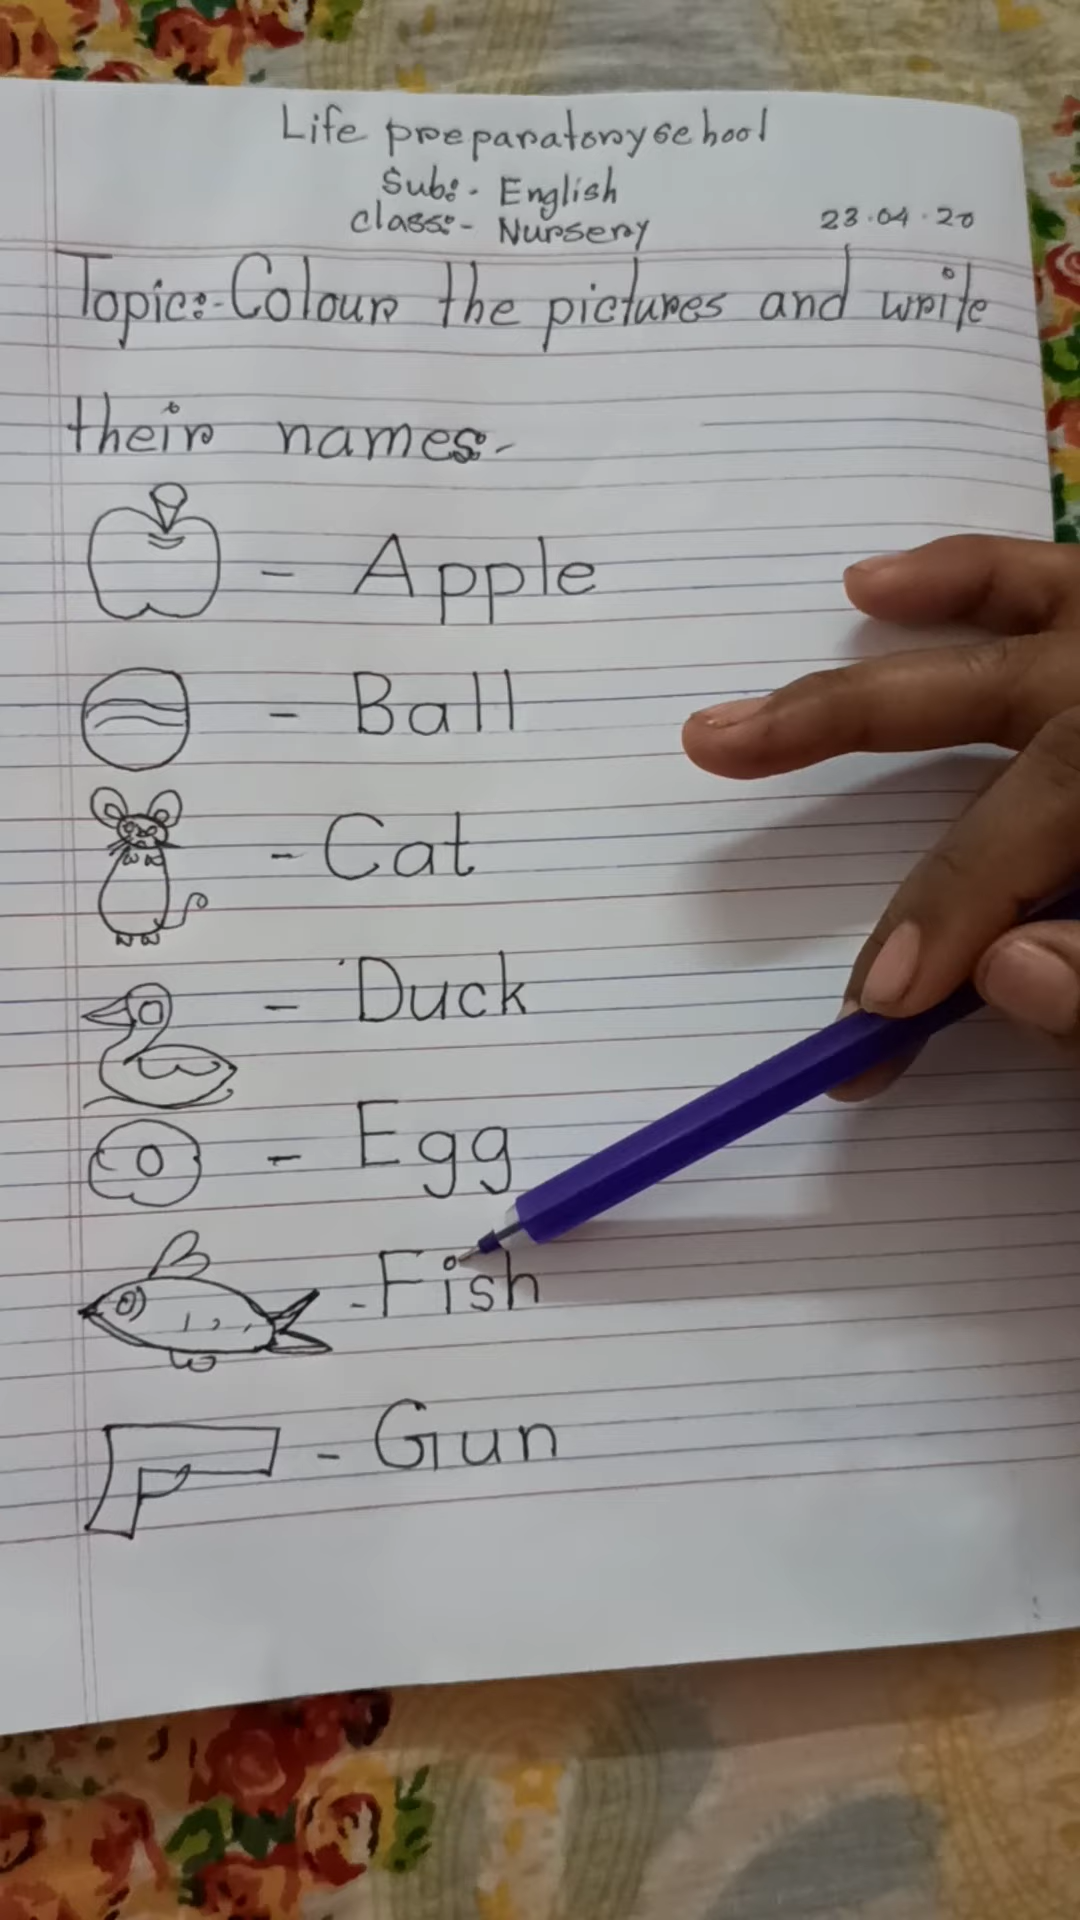 Life preparatory school
Sub:- English
class:- Nursery
23.04.20
Topic:- Colour the pictures and write
their names:-
- Apple
- Ball
- Cat
- Duck
- Egg
- Fish
- Gun